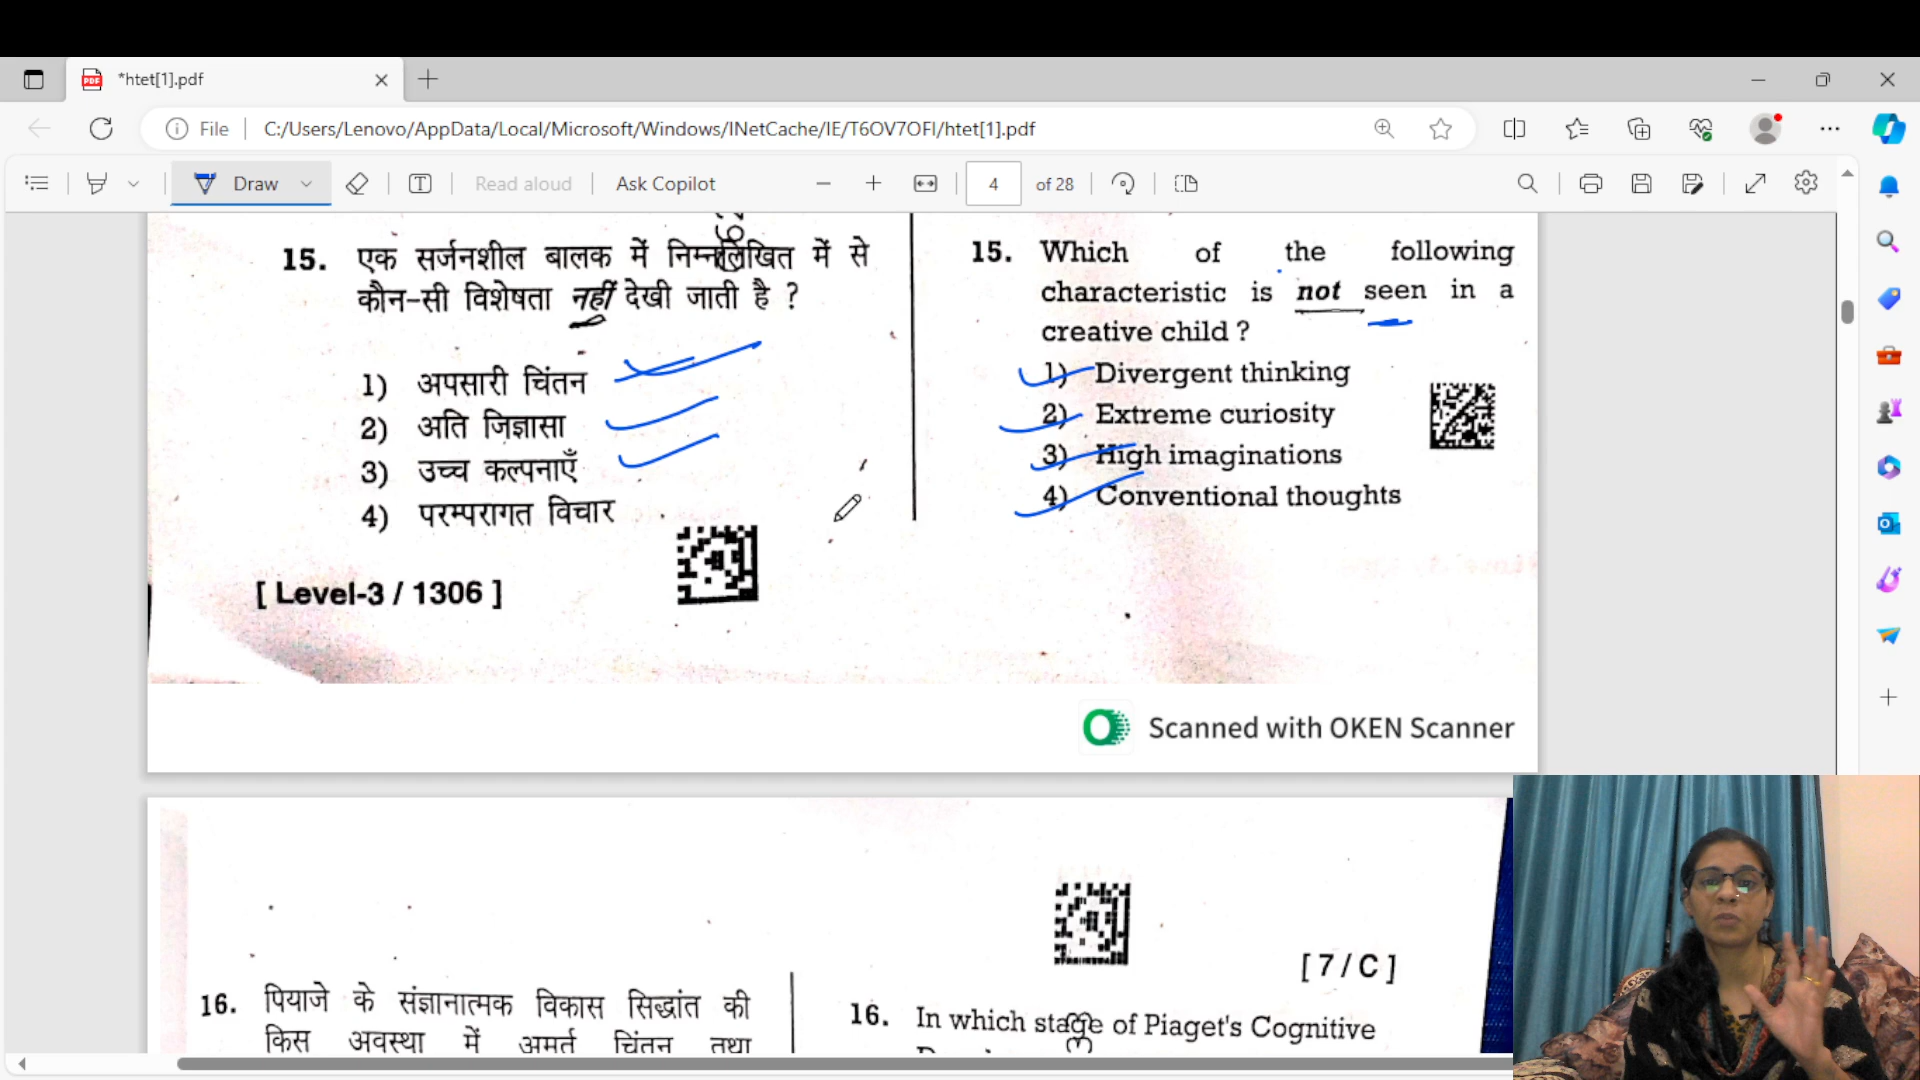 *htet[1].pdf
File
C:/Users/Lenovo/AppData/Local/Microsoft/Windows/INetCache/IE/T6OV7OFI/htet[1].pdf
Draw
Read aloud
Ask Copilot
4
of 28
15. एक सर्जनशील बालक में निम्नलिखित में से
कौन-सी विशेषता नहीं देखी जाती है ?
1) अपसारी चिंतन
2) अति जिज्ञासा
3) उच्च कल्पनाएँ
4) परम्परागत विचार
[ Level-3 / 1306 ]
15. Which of the following
characteristic is not seen in a
creative child ?
1) Divergent thinking
2) Extreme curiosity
3) High imaginations
4) Conventional thoughts
Scanned with OKEN Scanner
[ 7 / C ]
16. पियाजे के संज्ञानात्मक विकास सिद्धांत की
किस अवस्था में अमूर्त चिंतन तथा
16. In which stage of Piaget's Cognitive